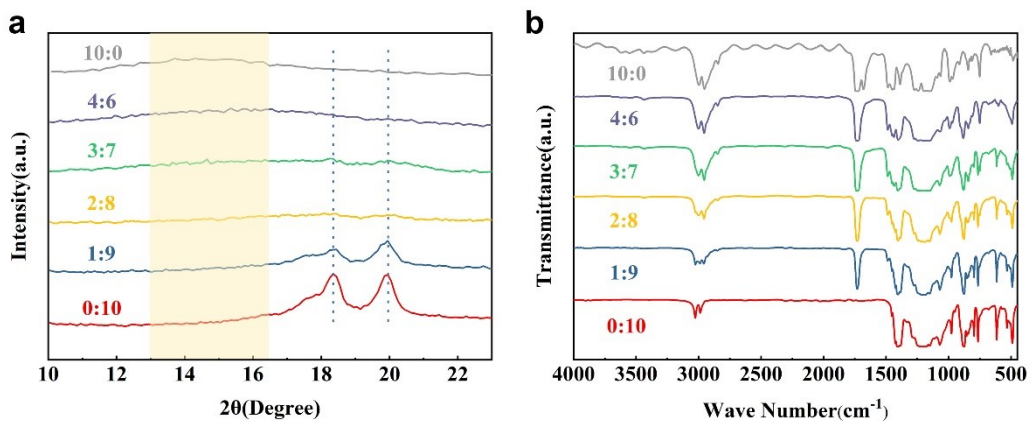 a
10:0
4:6
3:7
2:8
1:9
0:10
Intensity(a.u.)
10 12 14 16 18 20 22
2θ(Degree)
b
10:0
4:6
3:7
2:8
1:9
0:10
Transmittance(a.u.)
4000 3500 3000 2500 2000 1500 1000 500
Wave Number(cm⁻¹)